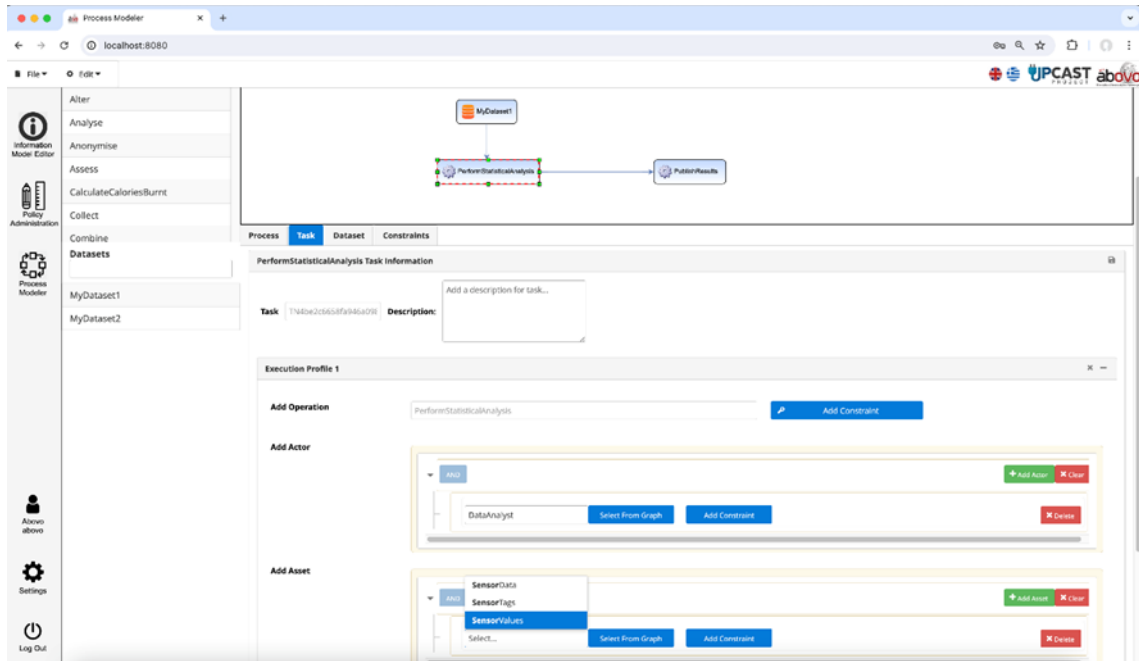 Process Modeler
localhost:8080
File
Edit
UPCAST
PROJECT
abovo
Information
Model Editor
Policy
Administration
Process
Modeler
Abovo
abovo
Settings
Log Out
Alter
Analyse
Anonymise
Assess
CalculateCaloriesBurnt
Collect
Combine
Datasets
MyDataset1
MyDataset2
MyDataset1
PerformStatisticalAnalysis
PublishResults
Process Task Dataset Constraints
PerformStatisticalAnalysis Task Information
Task
Description:
Add a description for task...
Execution Profile 1
Add Operation
PerformStatisticalAnalysis
Add Constraint
Add Actor
AND
Add Actor Clear
DataAnalyst Select From Graph Add Constraint Delete
Add Asset
SensorData
SensorTags
SensorValues
AND
Add Asset Clear
Select... Select From Graph Add Constraint Delete